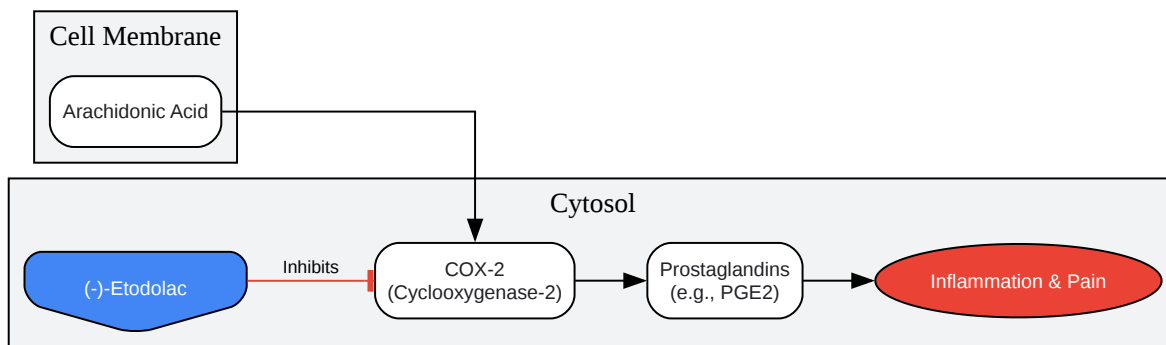 Cell Membrane
Arachidonic Acid
Cytosol
(-)-Etodolac
Inhibits
COX-2
(Cyclooxygenase-2)
Prostaglandins
(e.g., PGE2)
Inflammation & Pain